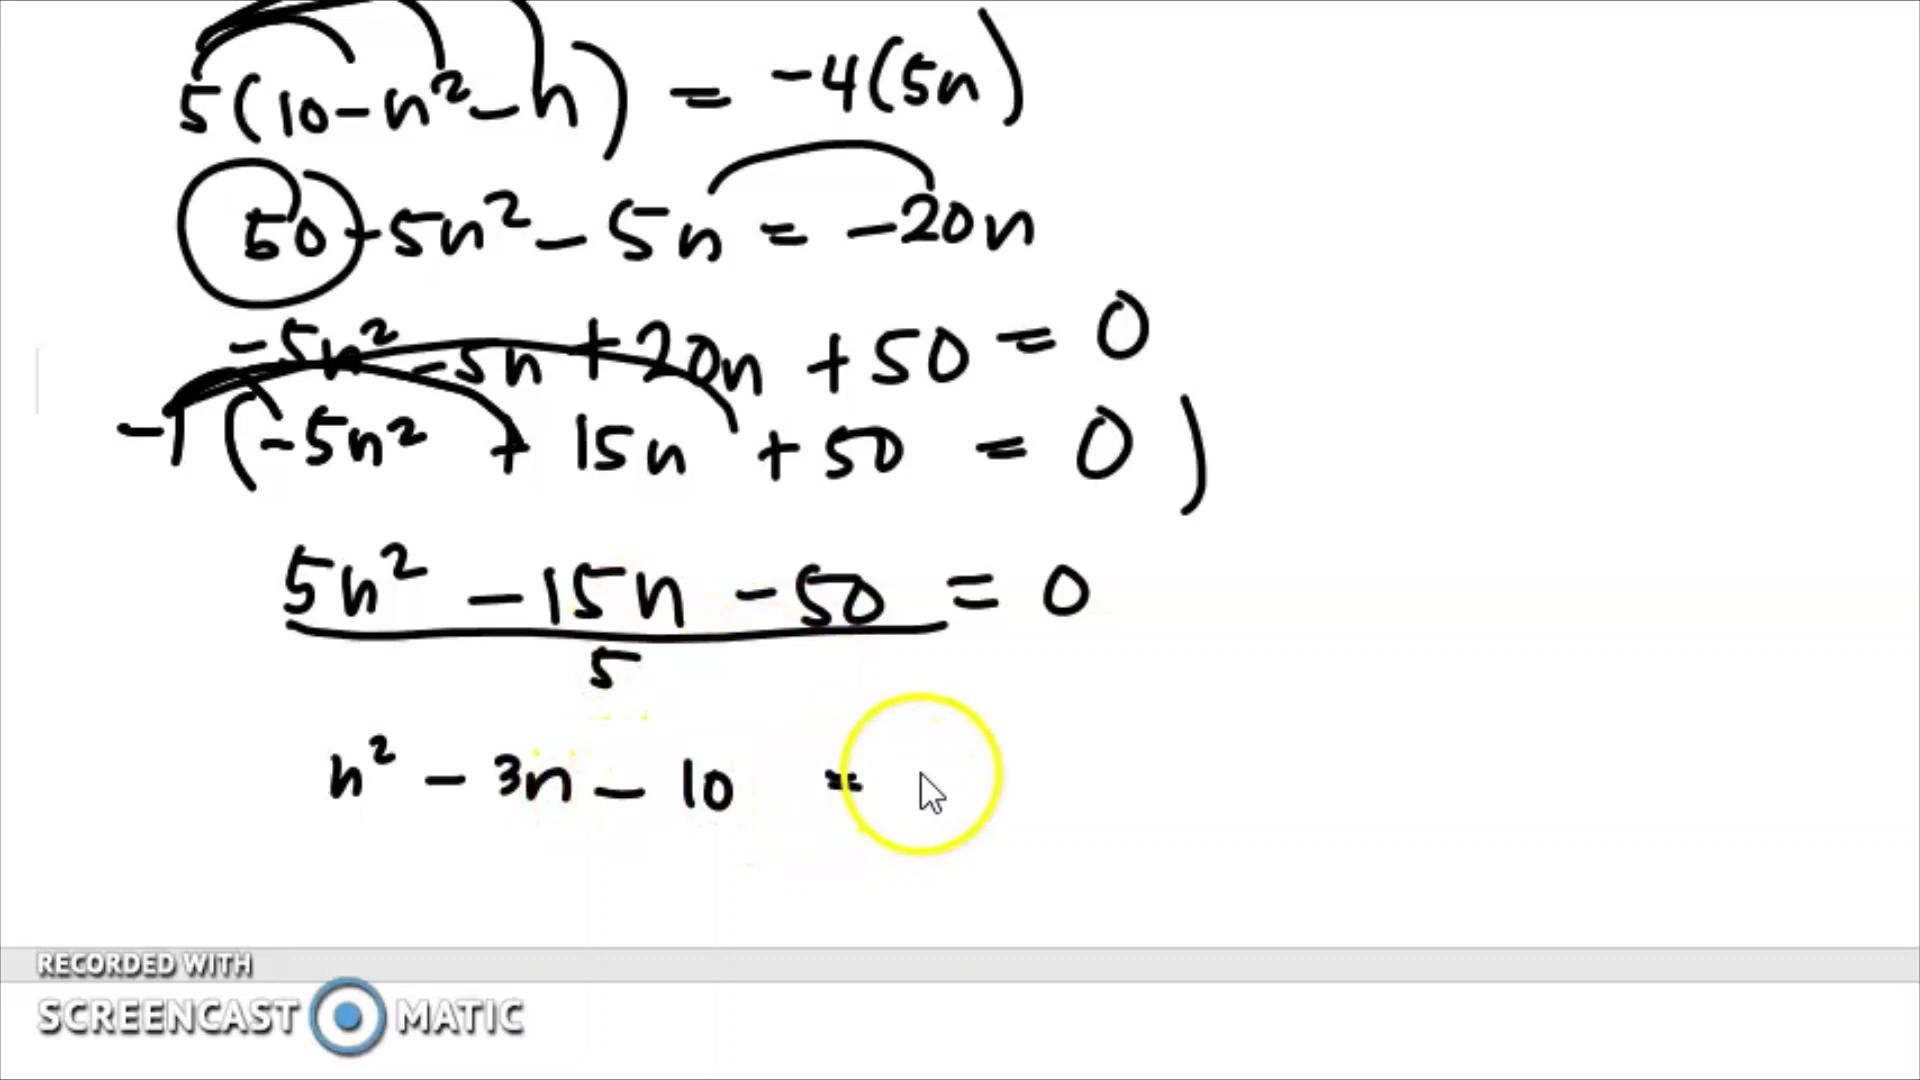 5(10-n²-n) = -4(5n)
50-5n²-5n = -20n
-5n²-5n+20n+50=0
-1(-5n²+15n+50=0)
5n²-15n-50=0
5
n²-3n-10 =
RECORDED WITH
SCREENCAST MATIC